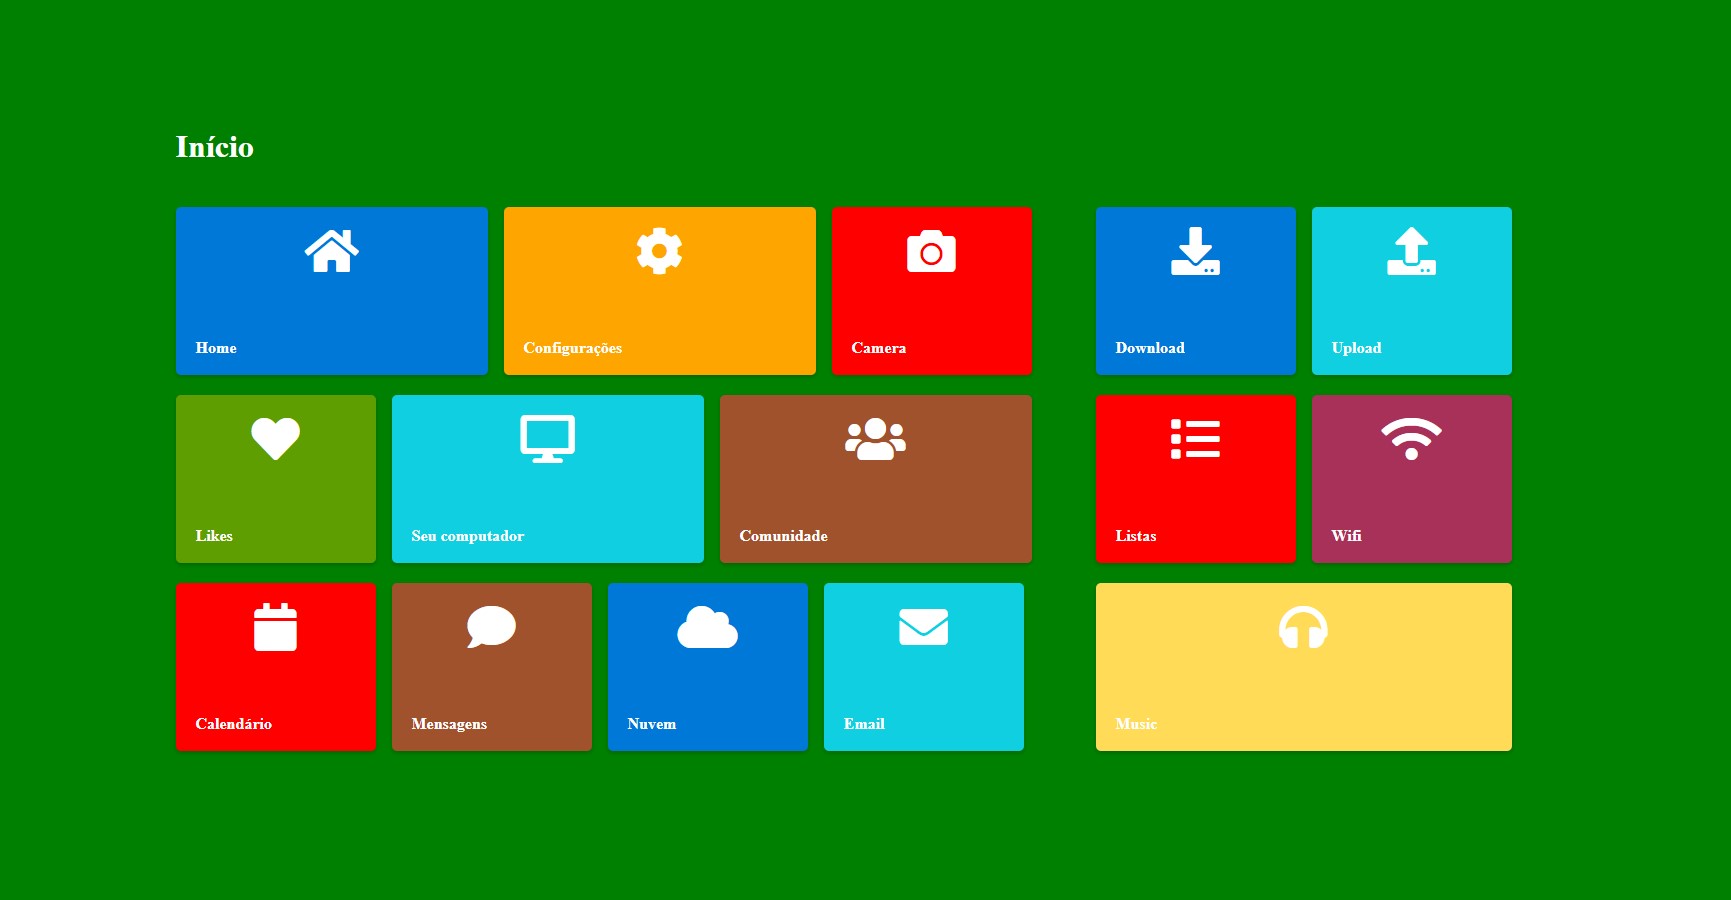 Início
Home
Configurações
Camera
Download
Upload
Likes
Seu computador
Comunidade
Listas
Wifi
Calendário
Mensagens
Nuvem
Email
Music